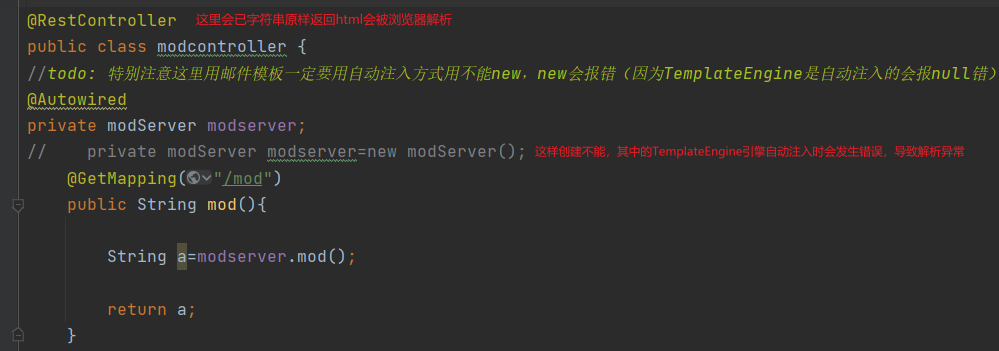 @RestController 这里会已字符串原样返回html会被浏览器解析
public class modcontroller {
//todo: 特别注意这里用邮件模板一定要用自动注入方式用不能new，new会报错（因为TemplateEngine是自动注入的会报null错）
@Autowired
private modServer modserver;
// private modServer modserver=new modServer(); 这样创建不能，其中的TemplateEngine引擎自动注入时会发生错误，导致解析异常
@GetMapping("/mod")
public String mod(){
String a=modserver.mod();
return a;
}